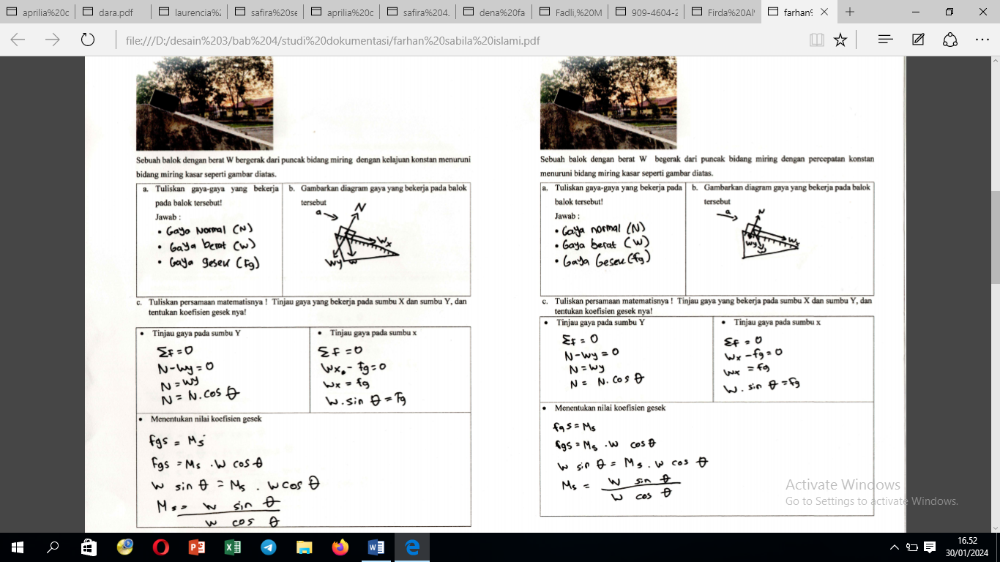 aprilia%20c
dara.pdf
laurencia%2
safira%20se
aprilia%20c
safira%204.
dena%20fa
Fadli,%20M
909-4604-2
Firda%20Al
farhan%
file:///D:/desain%203/bab%204/studi%20dokumentasi/farhan%20sabila%20islami.pdf
Sebuah balok dengan berat W bergerak dari puncak bidang miring dengan kelajuan konstan menuruni
bidang miring kasar seperti gambar diatas.
a. Tuliskan gaya-gaya yang bekerja
pada balok tersebut!
Jawab :
• Gaya Normal (N)
• Gaya berat (W)
• Gaya gesek (fg)
b. Gambarkan diagram gaya yang bekerja pada balok
tersebut
a
N
Wx
Wy
W
c. Tuliskan persamaan matematisnya ! Tinjau gaya yang bekerja pada sumbu X dan sumbu Y, dan
tentukan koefisien gesek nya!
• Tinjau gaya pada sumbu Y
ΣF = 0
N - Wy = 0
N = Wy
N = N. cos θ
• Tinjau gaya pada sumbu x
ΣF = 0
Wx - fg = 0
Wx = fg
W . sin θ = Fg
• Menentukan nilai koefisien gesek
fgs = Ms
Fgs = Ms . W cos θ
W sin θ = Ms . W cos θ
Ms = W sin θ
W cos θ
Sebuah balok dengan berat W begerak dari puncak bidang miring dengan percepatan konstan
menuruni bidang miring kasar seperti gambar diatas.
a. Tuliskan gaya-gaya yang bekerja pada
balok tersebut!
Jawab :
• Gaya normal (N)
• Gaya berat (W)
• Gaya Gesek (fg)
b. Gambarkan diagram gaya yang bekerja pada balok
tersebut
a
N
Wx
Wy
c. Tuliskan persamaan matematisnya ! Tinjau gaya yang bekerja pada sumbu X dan sumbu Y, dan
tentukan koefisien gesek nya!
• Tinjau gaya pada sumbu Y
ΣF = 0
N - Wy = 0
N = Wy
N = N. cos θ
• Tinjau gaya pada sumbu x
ΣF = 0
Wx - fg = 0
Wx = fg
W . sin θ = fg
• Menentukan nilai koefisien gesek
fgs = Ms
fgs = Ms . W cos θ
W sin θ = Ms . W cos θ
Ms = W sin θ
W cos θ
Activate Windows
Go to Settings to activate Windows.
16.52
30/01/2024